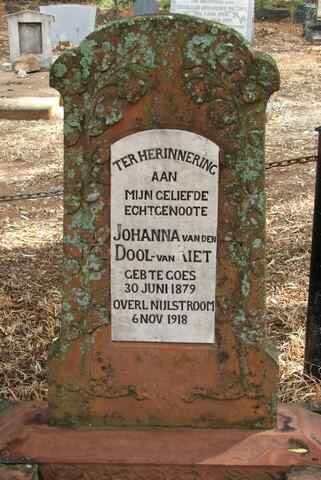 TER HERINNERING
AAN
MIJN GELIEFDE
ECHTGENOOTE
JOHANNA VAN DEN
DOOL-VAN
GEB TE GOES
30 JUNI 1879
OVERL NIJLSTROOM
6 NOV 1918